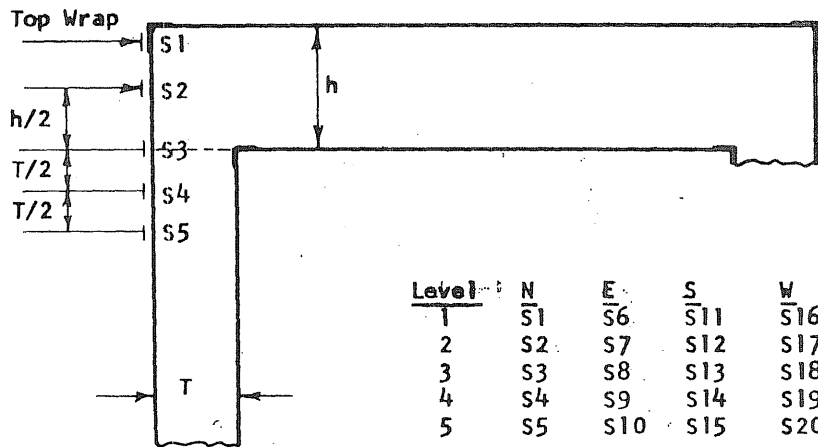 Top Wrap
S1
S2
h
h/2
S3
T/2
S4
T/2
S5
T
Level N E S W
1 S1 S6 S11 S16
2 S2 S7 S12 S17
3 S3 S8 S13 S18
4 S4 S9 S14 S19
5 S5 S10 S15 S20